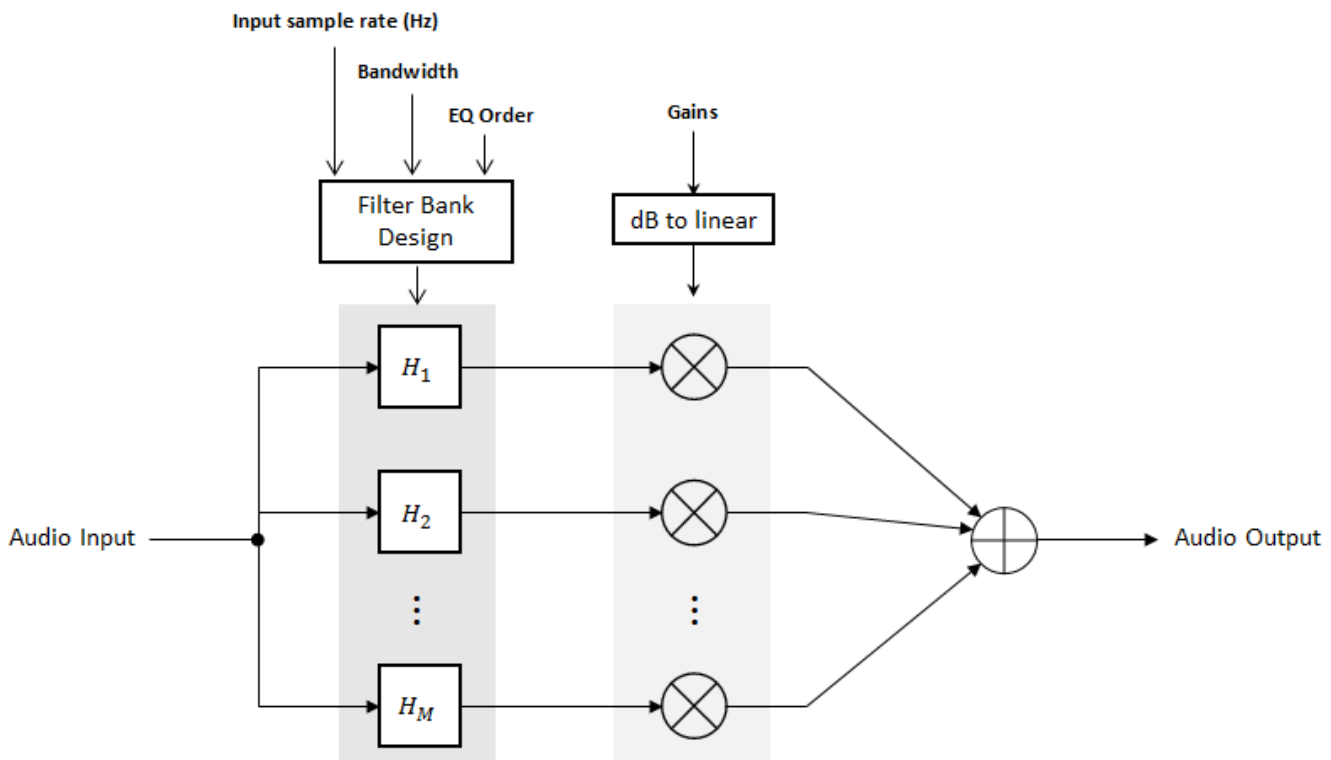 Input sample rate (Hz)
Bandwidth
EQ Order
Gains
Filter Bank
Design
dB to linear
H₁
H₂
Audio Input
Audio Output
⋮ ⋮
H_M